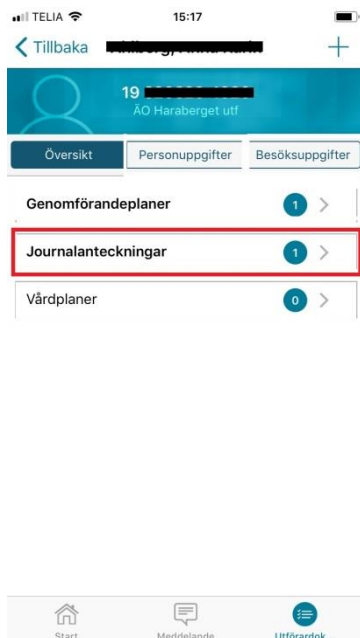 TELIA 15:17
Tillbaka
19
ÄO Haraberget utf
Översikt Personuppgifter Besöksuppgifter
Genomförandeplaner 1
Journalanteckningar 1
Vårdplaner 0
Start Meddelande Utförardok